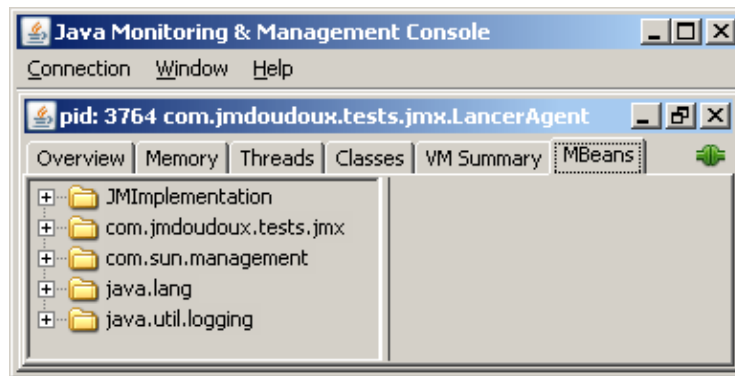 Java Monitoring & Management Console
Connection Window Help
pid: 3764 com.jmdoudoux.tests.jmx.LancerAgent
Overview Memory Threads Classes VM Summary MBeans
JMImplementation
com.jmdoudoux.tests.jmx
com.sun.management
java.lang
java.util.logging